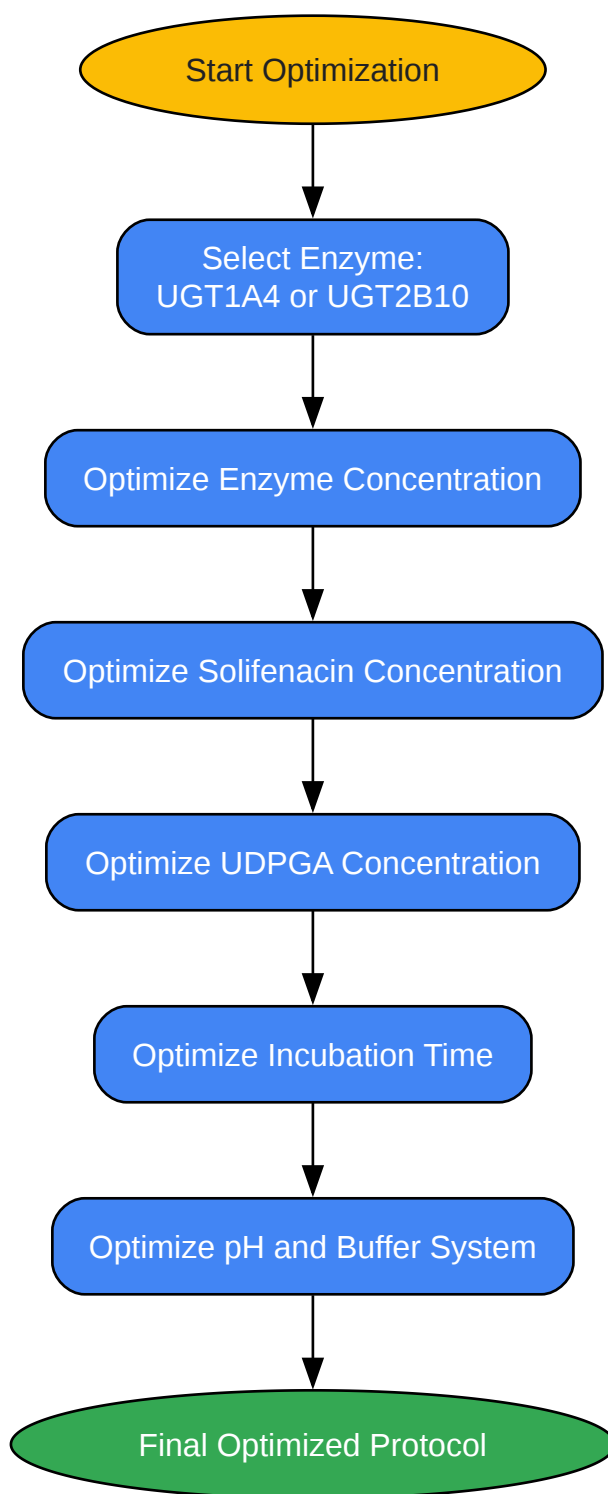 Start Optimization
Select Enzyme:
UGT1A4 or UGT2B10
Optimize Enzyme Concentration
Optimize Solifenacin Concentration
Optimize UDPGA Concentration
Optimize Incubation Time
Optimize pH and Buffer System
Final Optimized Protocol